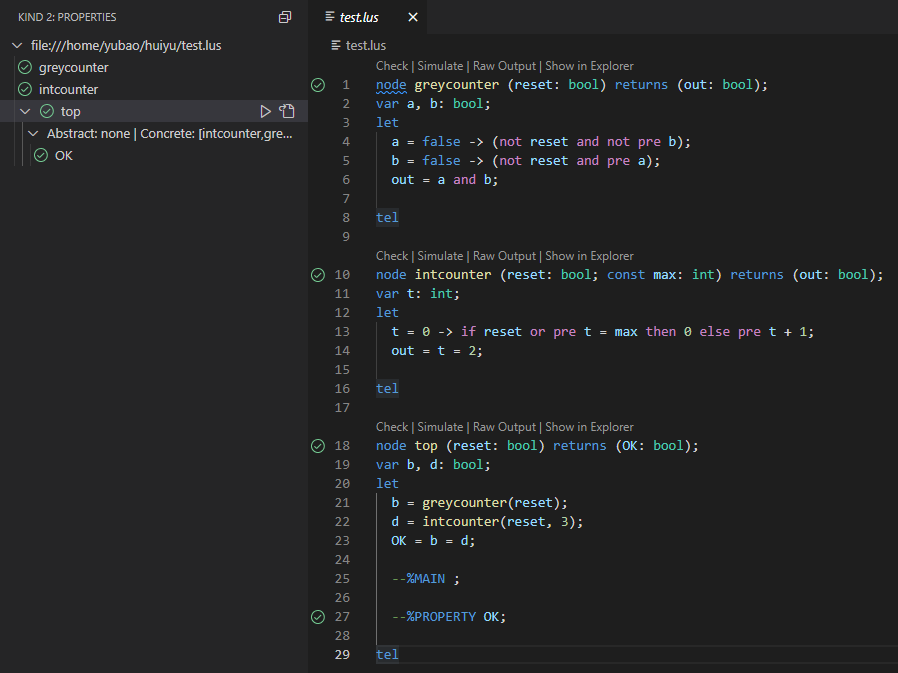 KIND 2: PROPERTIES
file:///home/yubao/huiyu/test.lus
greycounter
intcounter
top
Abstract: none | Concrete: [intcounter,gre...
OK
test.lus
test.lus
Check | Simulate | Raw Output | Show in Explorer
1 node greycounter (reset: bool) returns (out: bool);
2 var a, b: bool;
3 let
4 a = false -> (not reset and not pre b);
5 b = false -> (not reset and pre a);
6 out = a and b;
7
8 tel
9
Check | Simulate | Raw Output | Show in Explorer
10 node intcounter (reset: bool; const max: int) returns (out: bool);
11 var t: int;
12 let
13 t = 0 -> if reset or pre t = max then 0 else pre t + 1;
14 out = t = 2;
15
16 tel
17
Check | Simulate | Raw Output | Show in Explorer
18 node top (reset: bool) returns (OK: bool);
19 var b, d: bool;
20 let
21 b = greycounter(reset);
22 d = intcounter(reset, 3);
23 OK = b = d;
24
25 --%MAIN ;
26
27 --%PROPERTY OK;
28
29 tel